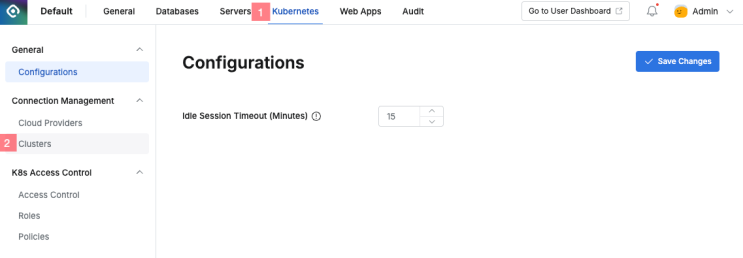 Default General Databases Servers 1 Kubernetes Web Apps Audit Go to User Dashboard Admin
General
Configurations
Connection Management
Cloud Providers
2 Clusters
K8s Access Control
Access Control
Roles
Policies
Configurations
Save Changes
Idle Session Timeout (Minutes) 15